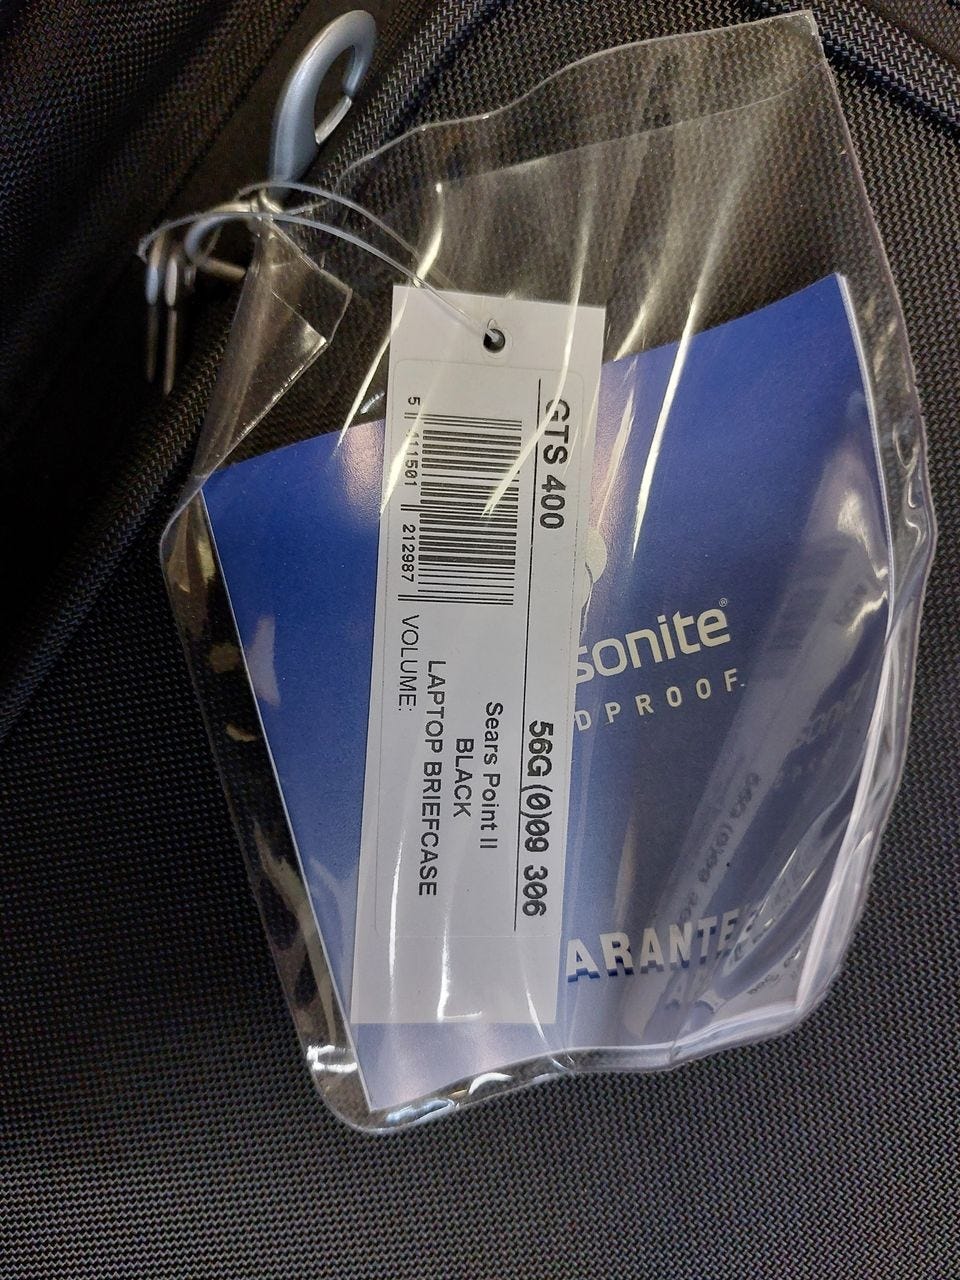 GTS 400 56G (0)09 306
Sears Point II
BLACK
LAPTOP BRIEFCASE
VOLUME:
5 411501 212987
sonite®
DPROOF
ARANTE